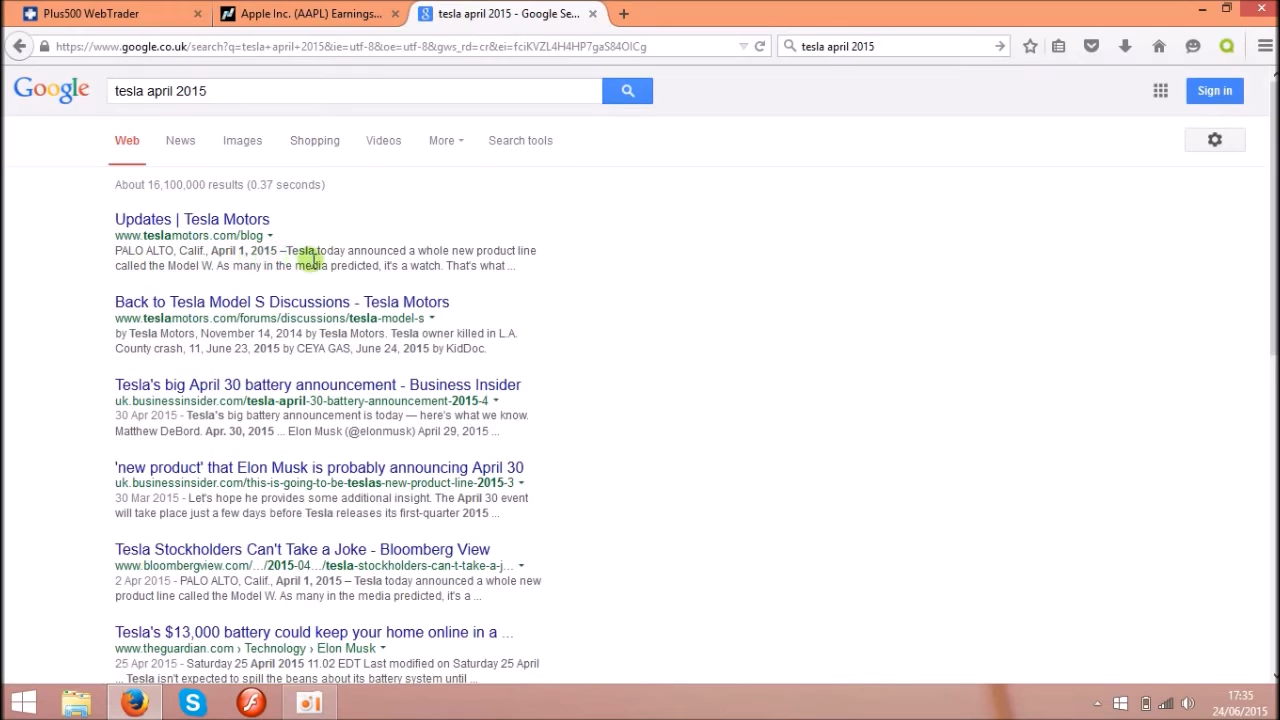 Plus500 WebTrader
Apple Inc. (AAPL) Earnings...
tesla april 2015 - Google Se...
https://www.google.co.uk/search?q=tesla+april+2015&ie=utf-8&oe=utf-8&gws_rd=cr&ei=fciKVZL4H4HP7gaS84OICg
tesla april 2015
Google
tesla april 2015
Sign in
Web News Images Shopping Videos More Search tools
About 16,100,000 results (0.37 seconds)
Updates | Tesla Motors
www.teslamotors.com/blog
PALO ALTO, Calif., April 1, 2015 –Tesla today announced a whole new product line
called the Model W. As many in the media predicted, it's a watch. That's what ...
Back to Tesla Model S Discussions - Tesla Motors
www.teslamotors.com/forums/discussions/tesla-model-s
by Tesla Motors, November 14, 2014 by Tesla Motors. Tesla owner killed in L.A.
County crash, 11, June 23, 2015 by CEYA GAS, June 24, 2015 by KidDoc.
Tesla's big April 30 battery announcement - Business Insider
uk.businessinsider.com/tesla-april-30-battery-announcement-2015-4
30 Apr 2015 - Tesla's big battery announcement is today — here's what we know.
Matthew DeBord. Apr. 30, 2015 ... Elon Musk (@elonmusk) April 29, 2015 ...
'new product' that Elon Musk is probably announcing April 30
uk.businessinsider.com/this-is-going-to-be-teslas-new-product-line-2015-3
30 Mar 2015 - Let's hope he provides some additional insight. The April 30 event
will take place just a few days before Tesla releases its first-quarter 2015 ...
Tesla Stockholders Can't Take a Joke - Bloomberg View
www.bloombergview.com/.../2015-04.../tesla-stockholders-can-t-take-a-j...
2 Apr 2015 - PALO ALTO, Calif., April 1, 2015 – Tesla today announced a whole new
product line called the Model W. As many in the media predicted, it's a ...
Tesla's $13,000 battery could keep your home online in a ...
www.theguardian.com › Technology › Elon Musk
25 Apr 2015 - Saturday 25 April 2015 11.02 EDT Last modified on Saturday 25 April
... Tesla isn't expected to spill the beans about its battery system until ...
17:35
24/06/2015